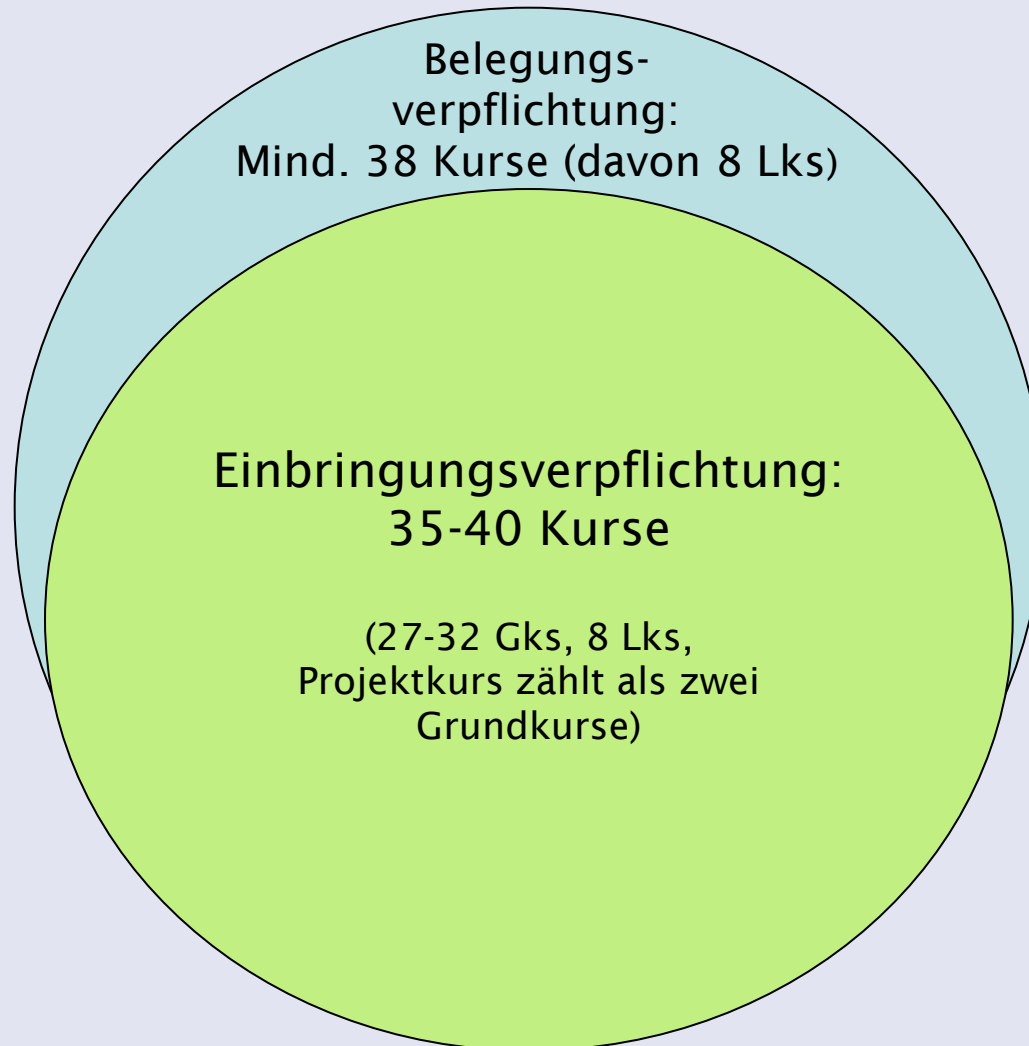 Belegungs-
verpflichtung:
Mind. 38 Kurse (davon 8 Lks)
Einbringungsverpflichtung:
35-40 Kurse
(27-32 Gks, 8 Lks,
Projektkurs zählt als zwei
Grundkurse)